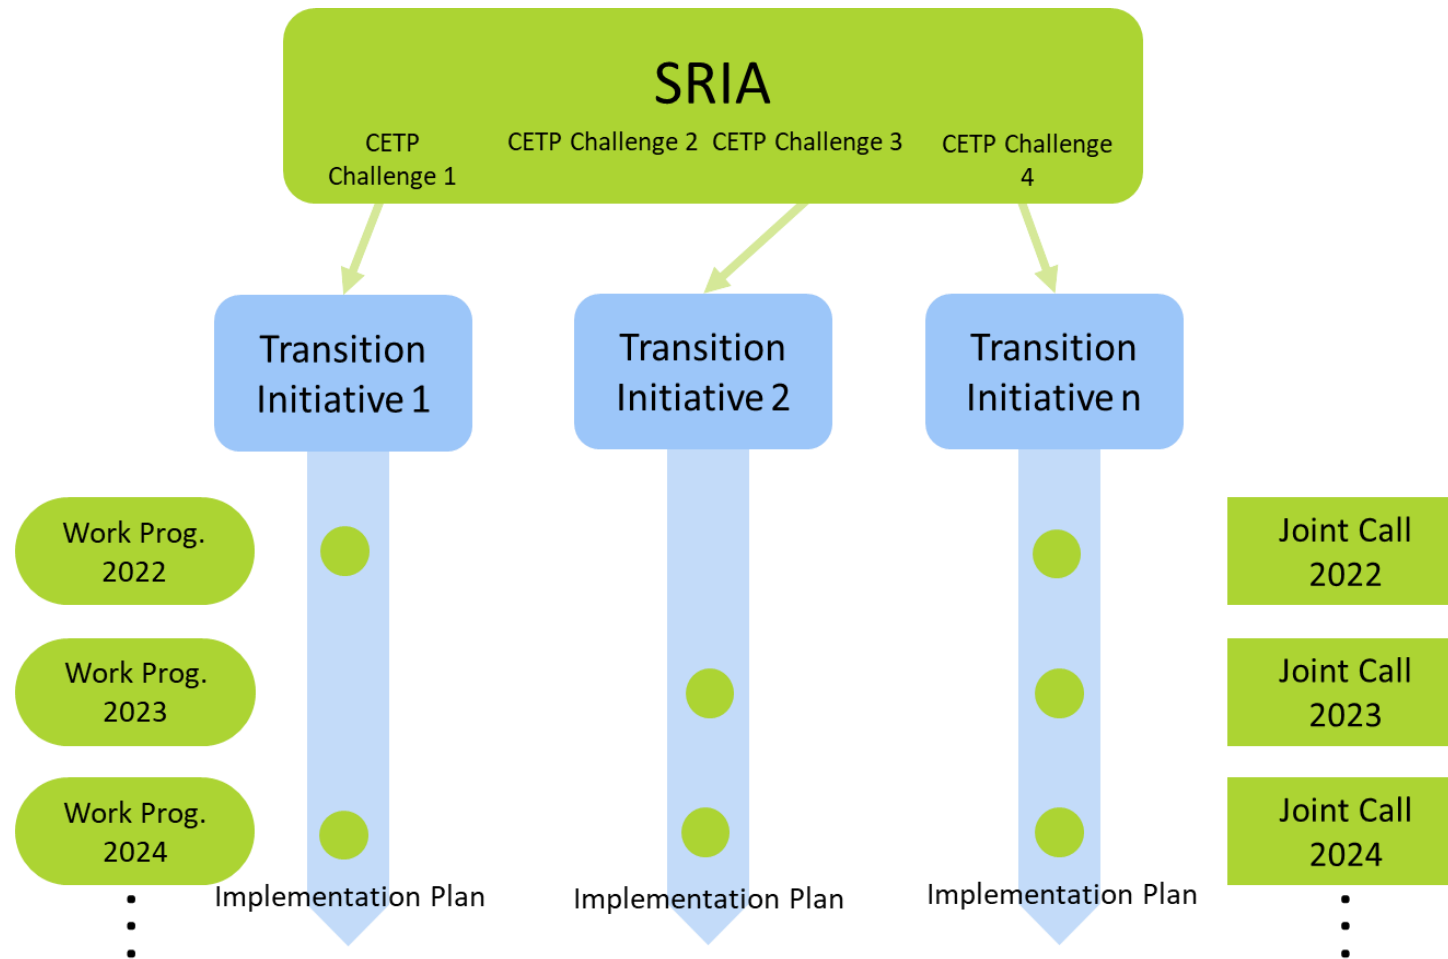 SRIA
CETP
Challenge 1
CETP Challenge 2
CETP Challenge 3
CETP Challenge
4
Transition
Initiative 1
Transition
Initiative 2
Transition
Initiative n
Work Prog.
2022
Joint Call
2022
Work Prog.
2023
Joint Call
2023
Work Prog.
2024
Joint Call
2024
Implementation Plan
Implementation Plan
Implementation Plan